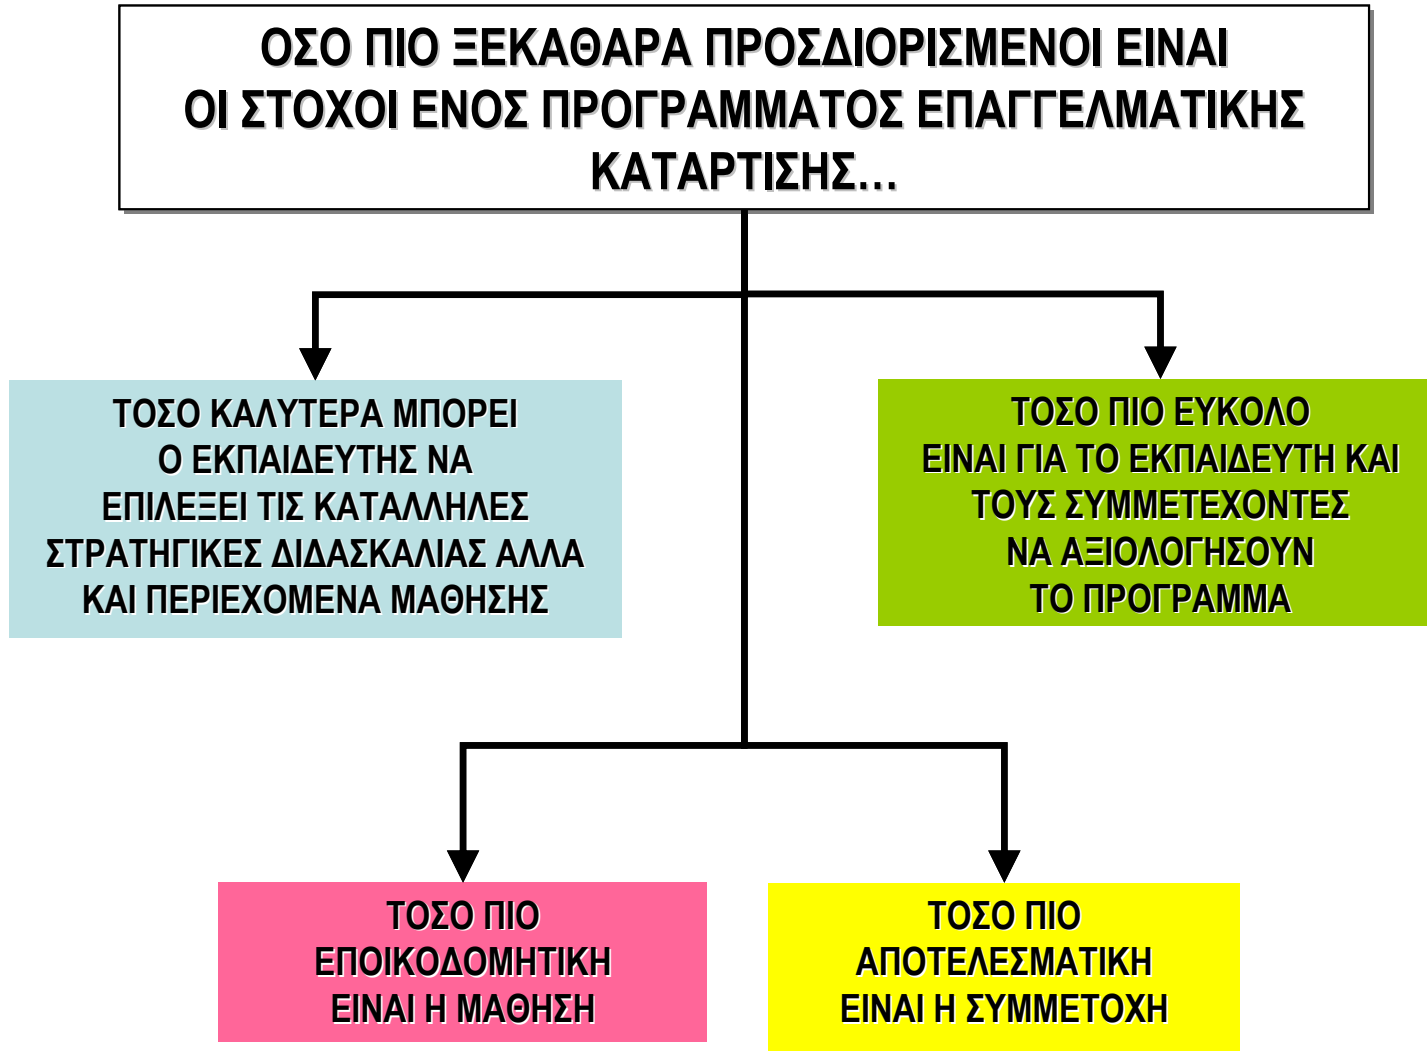 ΟΣΟ ΠΙΟ ΞΕΚΑΘΑΡΑ ΠΡΟΣΔΙΟΡΙΣΜΕΝΟΙ ΕΙΝΑΙ
ΟΙ ΣΤΟΧΟΙ ΕΝΟΣ ΠΡΟΓΡΑΜΜΑΤΟΣ ΕΠΑΓΓΕΛΜΑΤΙΚΗΣ
ΚΑΤΑΡΤΙΣΗΣ…
ΤΟΣΟ ΚΑΛΥΤΕΡΑ ΜΠΟΡΕΙ
Ο ΕΚΠΑΙΔΕΥΤΗΣ ΝΑ
ΕΠΙΛΕΞΕΙ ΤΙΣ ΚΑΤΑΛΛΗΛΕΣ
ΣΤΡΑΤΗΓΙΚΕΣ ΔΙΔΑΣΚΑΛΙΑΣ ΑΛΛΑ
ΚΑΙ ΠΕΡΙΕΧΟΜΕΝΑ ΜΑΘΗΣΗΣ
ΤΟΣΟ ΠΙΟ ΕΥΚΟΛΟ
ΕΙΝΑΙ ΓΙΑ ΤΟ ΕΚΠΑΙΔΕΥΤΗ ΚΑΙ
ΤΟΥΣ ΣΥΜΜΕΤΕΧΟΝΤΕΣ
ΝΑ ΑΞΙΟΛΟΓΗΣΟΥΝ
ΤΟ ΠΡΟΓΡΑΜΜΑ
ΤΟΣΟ ΠΙΟ
ΕΠΟΙΚΟΔΟΜΗΤΙΚΗ
ΕΙΝΑΙ Η ΜΑΘΗΣΗ
ΤΟΣΟ ΠΙΟ
ΑΠΟΤΕΛΕΣΜΑΤΙΚΗ
ΕΙΝΑΙ Η ΣΥΜΜΕΤΟΧΗ